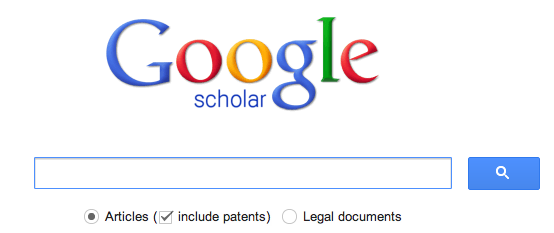 Google
scholar
Articles (include patents) Legal documents